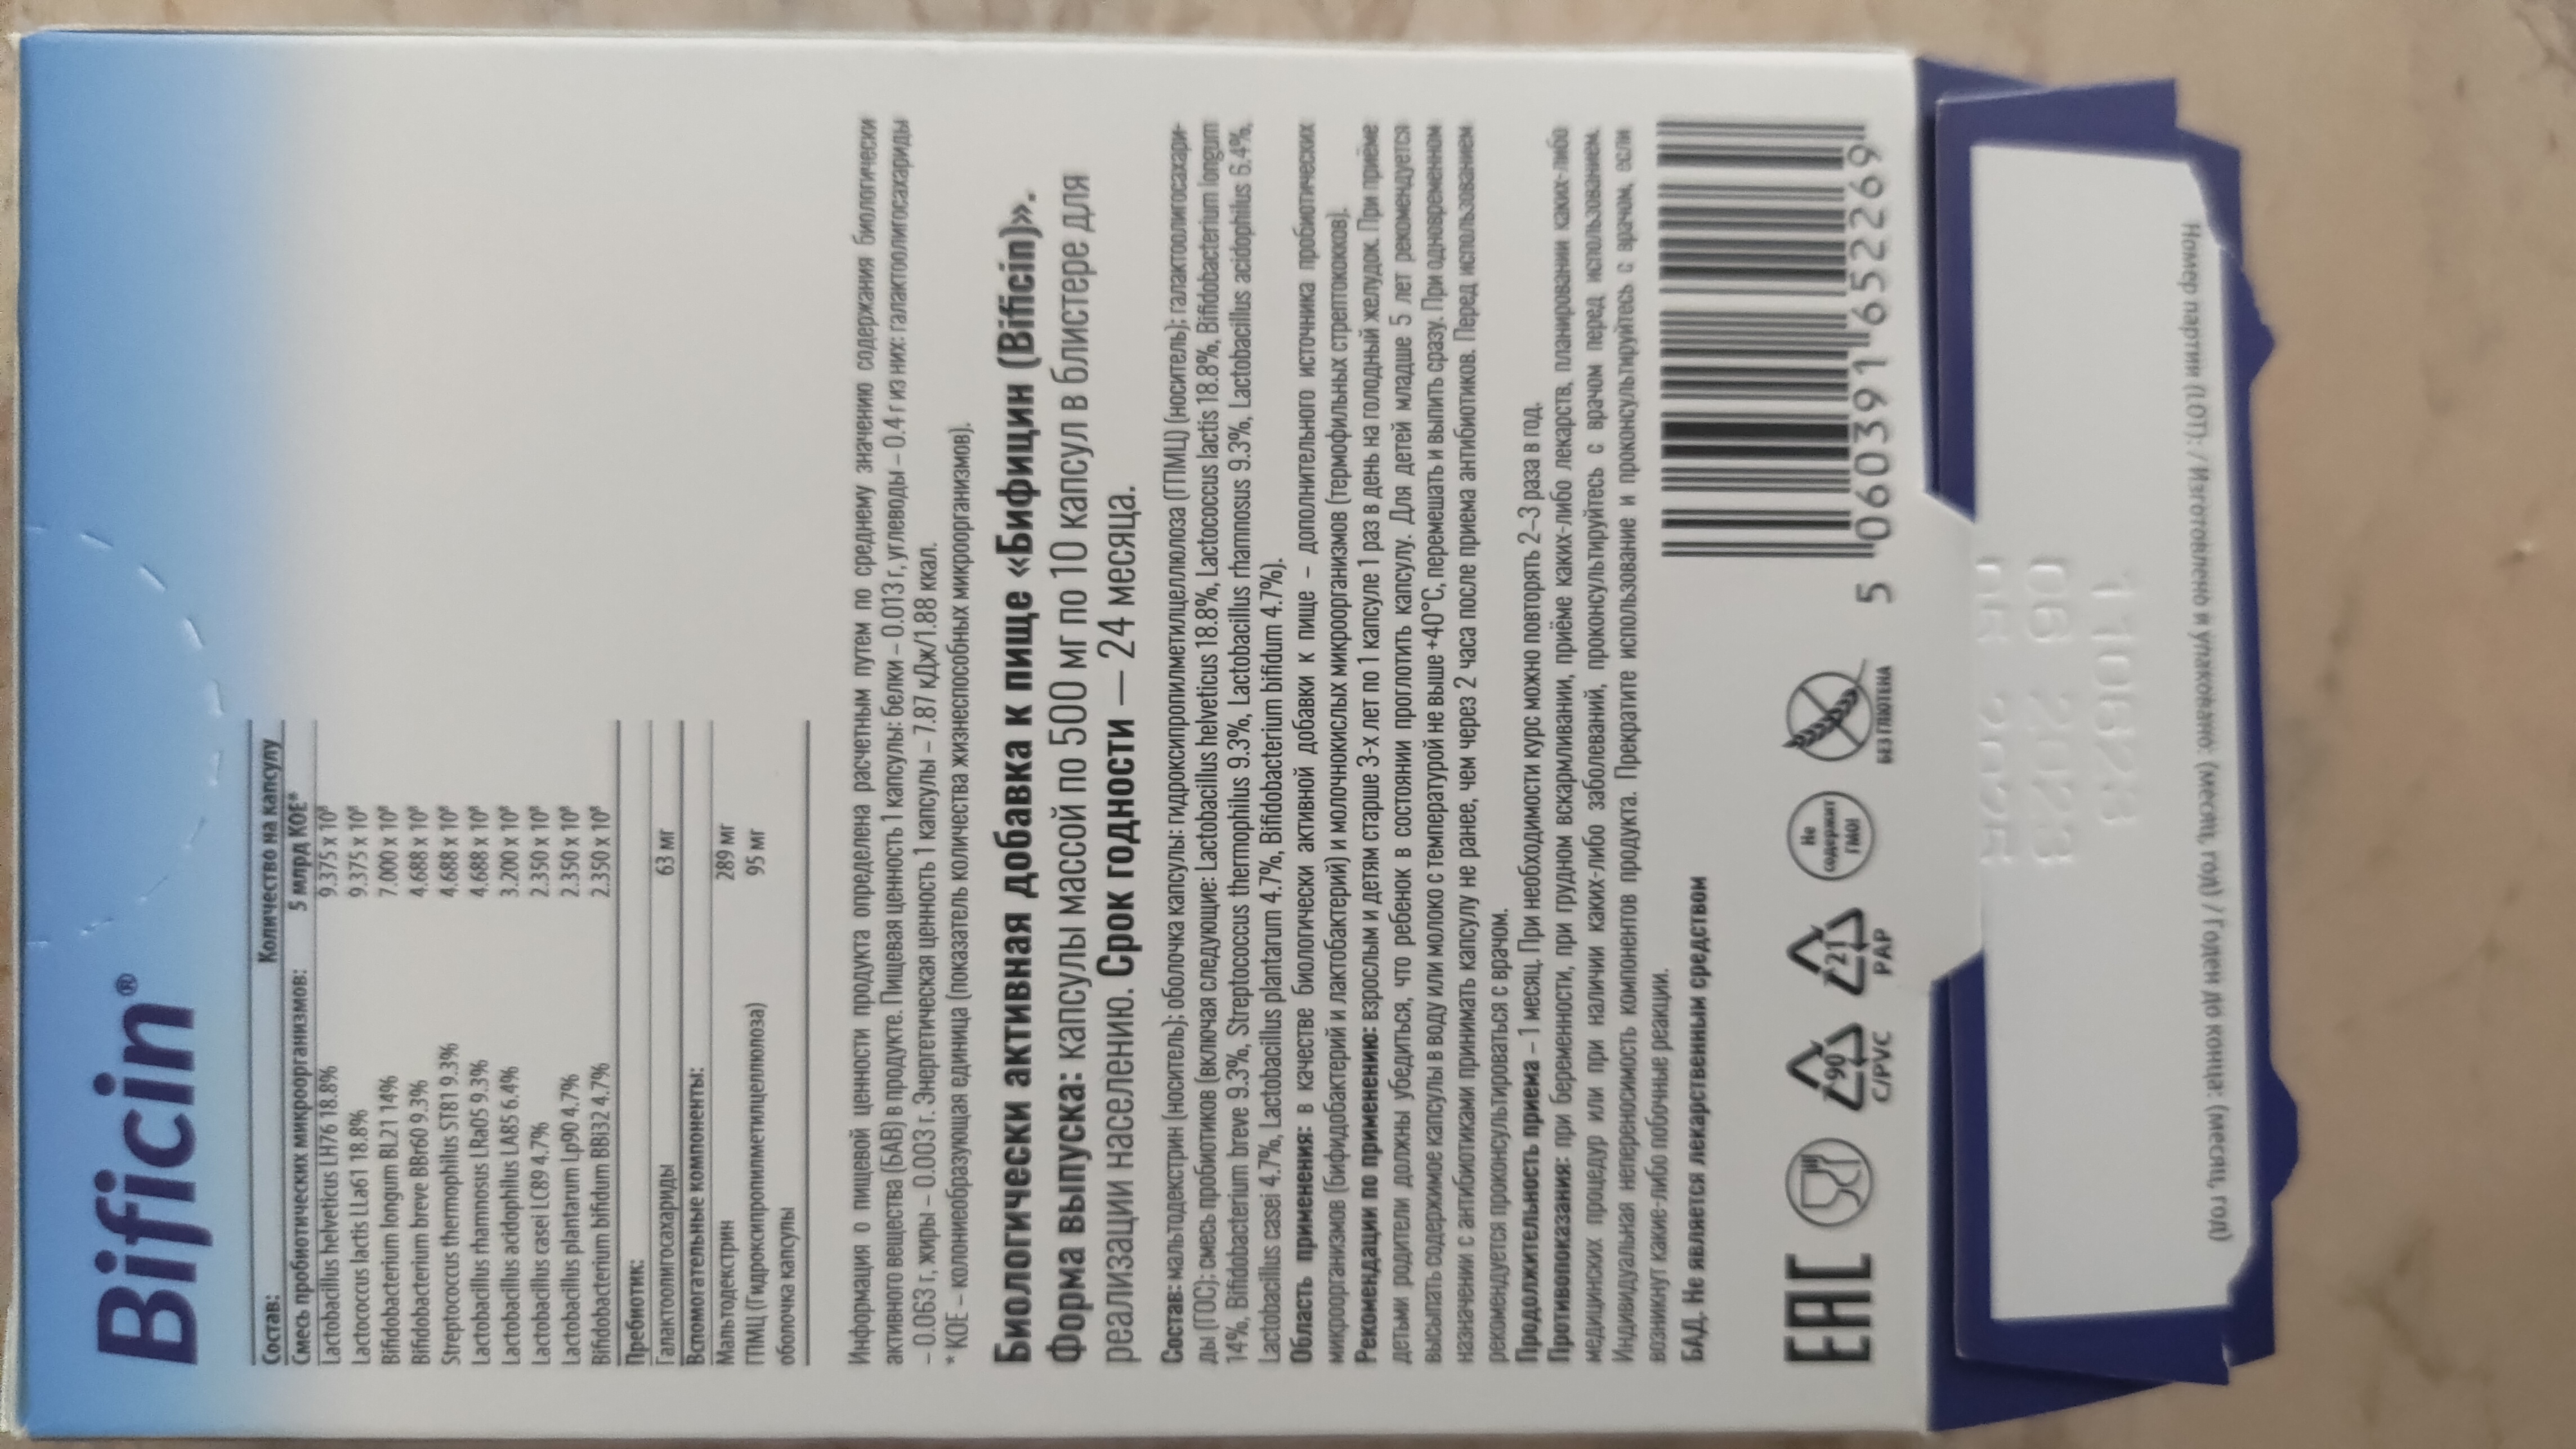 Bificin®
Состав: Количество на капсулу
Смесь пробиотических микроорганизмов: 5 млрд КОЕ*
Lactobacillus helveticus LH76 18.8% 9.375 x 10⁸
Lactococcus lactis LLa61 18.8% 9.375 x 10⁸
Bifidobacterium longum BL21 14% 7.000 x 10⁸
Bifidobacterium breve BBr60 9.3% 4.688 x 10⁸
Streptococcus thermophilus ST81 9.3% 4.688 x 10⁸
Lactobacillus rhamnosus LRa05 9.3% 4.688 x 10⁸
Lactobacillus acidophilus LA85 6.4% 3.200 x 10⁸
Lactobacillus casei LC89 4.7% 2.350 x 10⁸
Lactobacillus plantarum Lp90 4.7% 2.350 x 10⁸
Bifidobacterium bifidum BBi32 4.7% 2.350 x 10⁸
Пребиотик:
Галактоолигосахариды 63 мг
Вспомогательные компоненты:
Мальтодекстрин 289 мг
ГПМЦ (Гидроксипропилметилцеллюлоза) 95 мг
оболочка капсулы
Информация о пищевой ценности продукта определена расчетным путем по среднему значению содержания биологически
активного вещества (БАВ) в продукте. Пищевая ценность 1 капсулы: белки – 0.013 г, углеводы – 0.4 г из них: галактоолигосахариды
– 0.063 г, жиры – 0.003 г. Энергетическая ценность 1 капсулы – 7.87 кДж/1.88 ккал.
* КОЕ – колониеобразующая единица (показатель количества жизнеспособных микроорганизмов).
Биологически активная добавка к пище «Бифицин (Bificin)».
Форма выпуска: капсулы массой по 500 мг по 10 капсул в блистере для
реализации населению. Срок годности — 24 месяца.
Состав: мальтодекстрин (носитель); оболочка капсулы: гидроксипропилметилцеллюлоза (ГПМЦ) (носитель); галактоолигосахари-
ды (ГОС); смесь пробиотиков (включая следующие: Lactobacillus helveticus 18.8%, Lactococcus lactis 18.8%, Bifidobacterium longum
14%, Bifidobacterium breve 9.3%, Streptococcus thermophilus 9.3%, Lactobacillus rhamnosus 9.3%, Lactobacillus acidophilus 6.4%,
Lactobacillus casei 4.7%, Lactobacillus plantarum 4.7%, Bifidobacterium bifidum 4.7%).
Область применения: в качестве биологически активной добавки к пище – дополнительного источника пробиотических
микроорганизмов (бифидобактерий и лактобактерий) и молочнокислых микроорганизмов (термофильных стрептококков).
Рекомендации по применению: взрослым и детям старше 3-х лет по 1 капсуле 1 раз в день на голодный желудок. При приёме
детьми родители должны убедиться, что ребенок в состоянии проглотить капсулу. Для детей младше 5 лет рекомендуется
высыпать содержимое капсулы в воду или молоко с температурой не выше +40°С, перемешать и выпить сразу. При одновременном
назначении с антибиотиками принимать капсулу не ранее, чем через 2 часа после приема антибиотиков. Перед использованием
рекомендуется проконсультироваться с врачом.
Продолжительность приема – 1 месяц. При необходимости курс можно повторять 2–3 раза в год.
Противопоказания: при беременности, при грудном вскармливании, приёме каких-либо лекарств, планировании каких-либо
медицинских процедур или при наличии каких-либо заболеваний, проконсультируйтесь с врачом перед использованием.
Индивидуальная непереносимость компонентов продукта. Прекратите использование и проконсультируйтесь с врачом, если
возникнут какие-либо побочные реакции.
БАД. Не является лекарственным средством
EAC
90
C/PVC
21
PAP
Не
содержит
ГМО!
БЕЗ ГЛЮТЕНА
5 060391 652269
06 2025
06 2023
110623
Номер партии (LOT): / Изготовлено и упаковано: (месяц, год) / Годен до конца: (месяц, год)